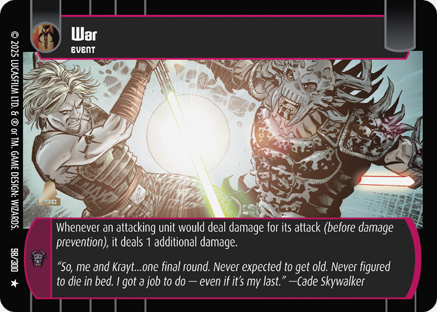 War
EVENT
Whenever an attacking unit would deal damage for its attack (before damage
prevention), it deals 1 additional damage.
"So, me and Krayt...one final round. Never expected to get old. Never figured
to die in bed. I got a job to do — even if it's my last." —Cade Skywalker
© 2025 LUCASFILM LTD. & ® or TM. GAME DESIGN: WIZARDS.
98/300 ★